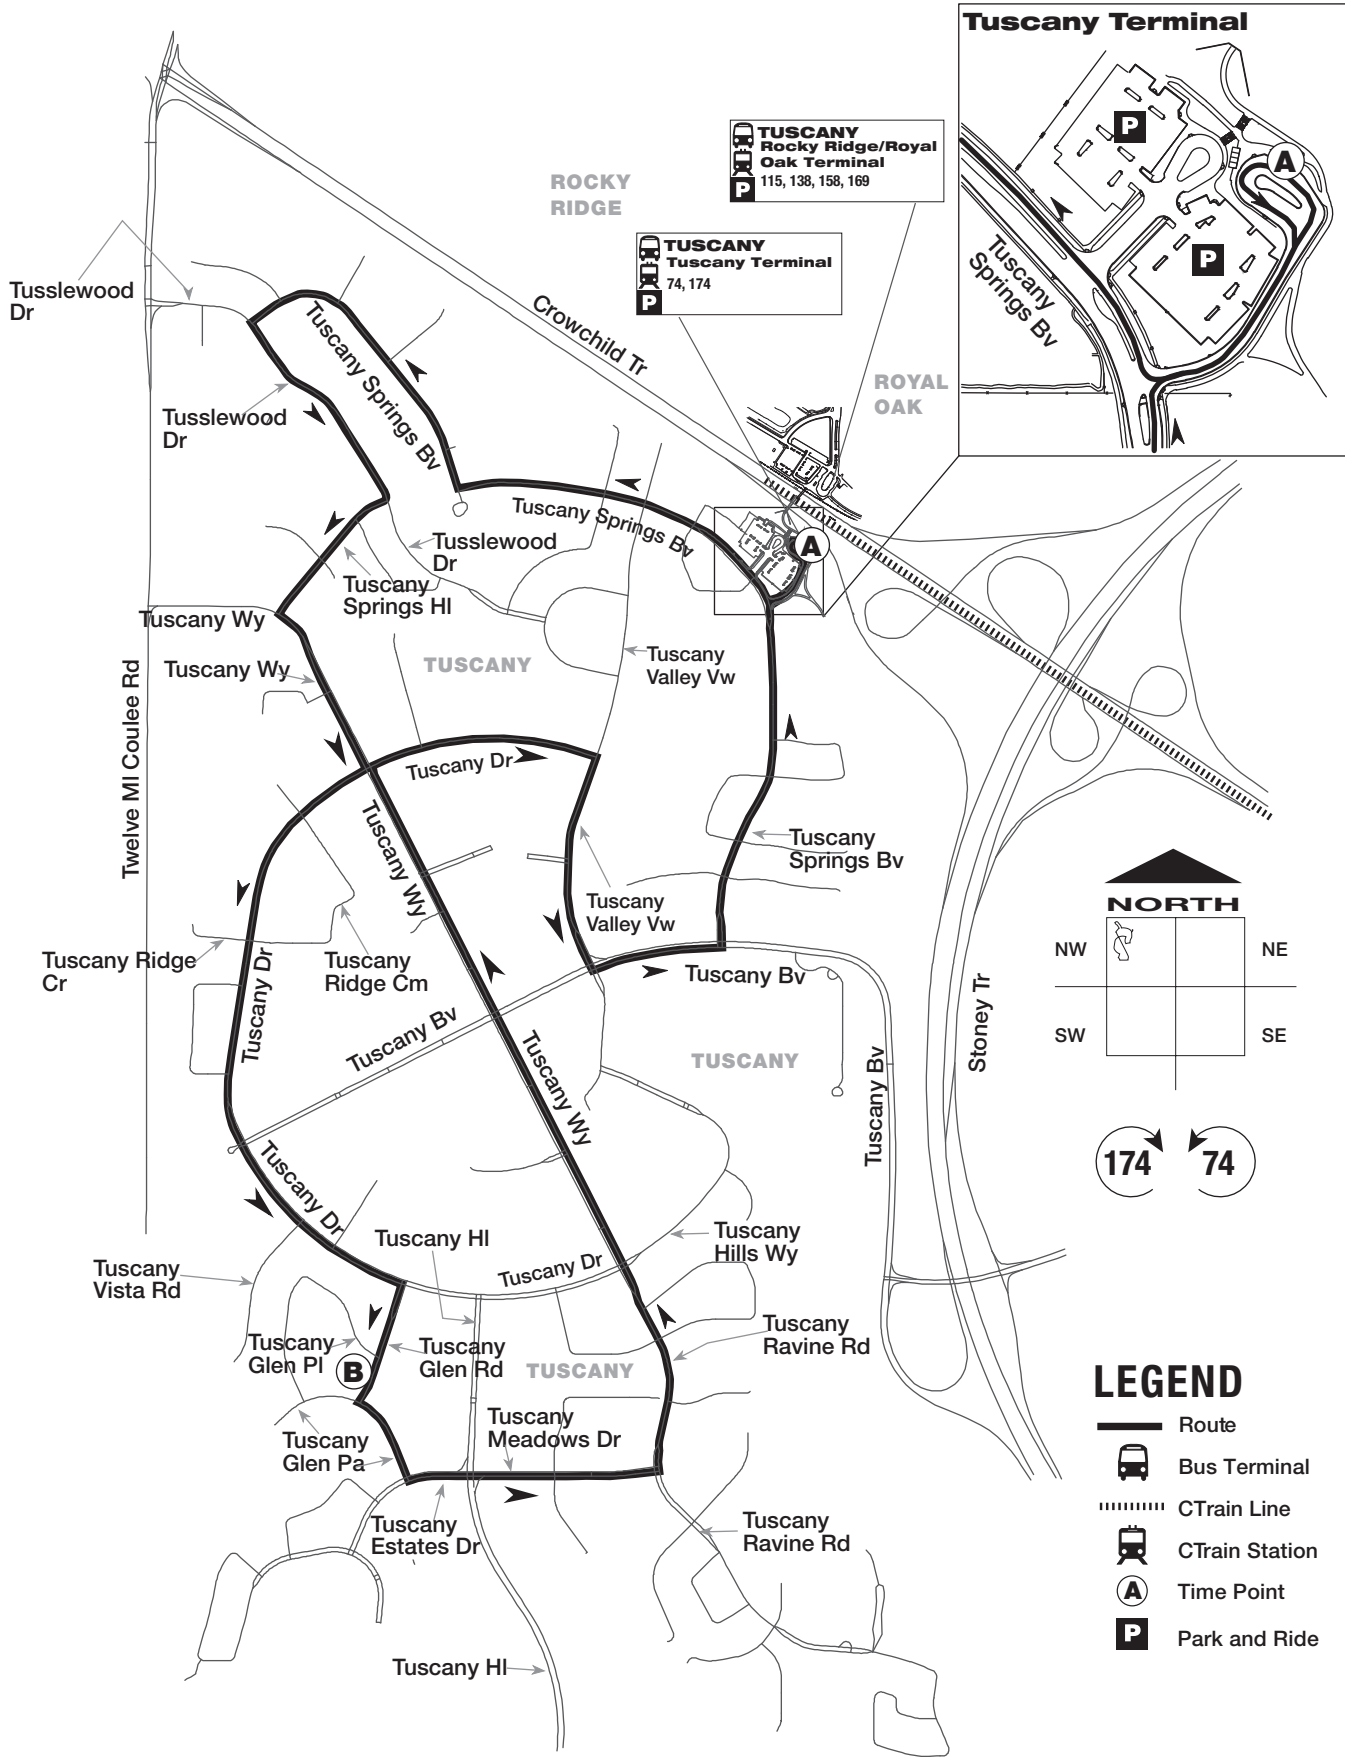 Tuscany Terminal
P
A
P
Tuscany
Springs Bv
TUSCANY
Rocky Ridge/Royal
Oak Terminal
P
115, 138, 158, 169
ROCKY
RIDGE
TUSCANY
Tuscany Terminal
74, 174
P
Tusslewood
Dr
Crowchild Tr
ROYAL
OAK
Tuscany Springs Bv
Tusslewood
Dr
Tuscany Springs Bv
A
Tusslewood
Dr
Tuscany
Springs Hl
Tuscany Wy
Tuscany Wy
TUSCANY
Tuscany
Valley Vw
Twelve MI Coulee Rd
Tuscany Dr
Tuscany Wy
Tuscany
Springs Bv
Tuscany
Valley Vw
NORTH
NW
NE
SW
SE
Tuscany Ridge
Cr
Tuscany Dr
Tuscany
Ridge Cm
Tuscany Bv
Tuscany Bv
Stoney Tr
TUSCANY
Tuscany Wy
Tuscany Bv
174
74
Tuscany Dr
Tuscany Hl
Tuscany
Hills Wy
Tuscany Dr
Tuscany
Vista Rd
Tuscany
Glen Pl
B
Tuscany
Glen Rd
TUSCANY
Tuscany
Ravine Rd
Tuscany
Meadows Dr
Tuscany
Glen Pa
Tuscany
Estates Dr
Tuscany
Ravine Rd
Tuscany Hl
LEGEND
Route
Bus Terminal
CTrain Line
CTrain Station
A
Time Point
P
Park and Ride